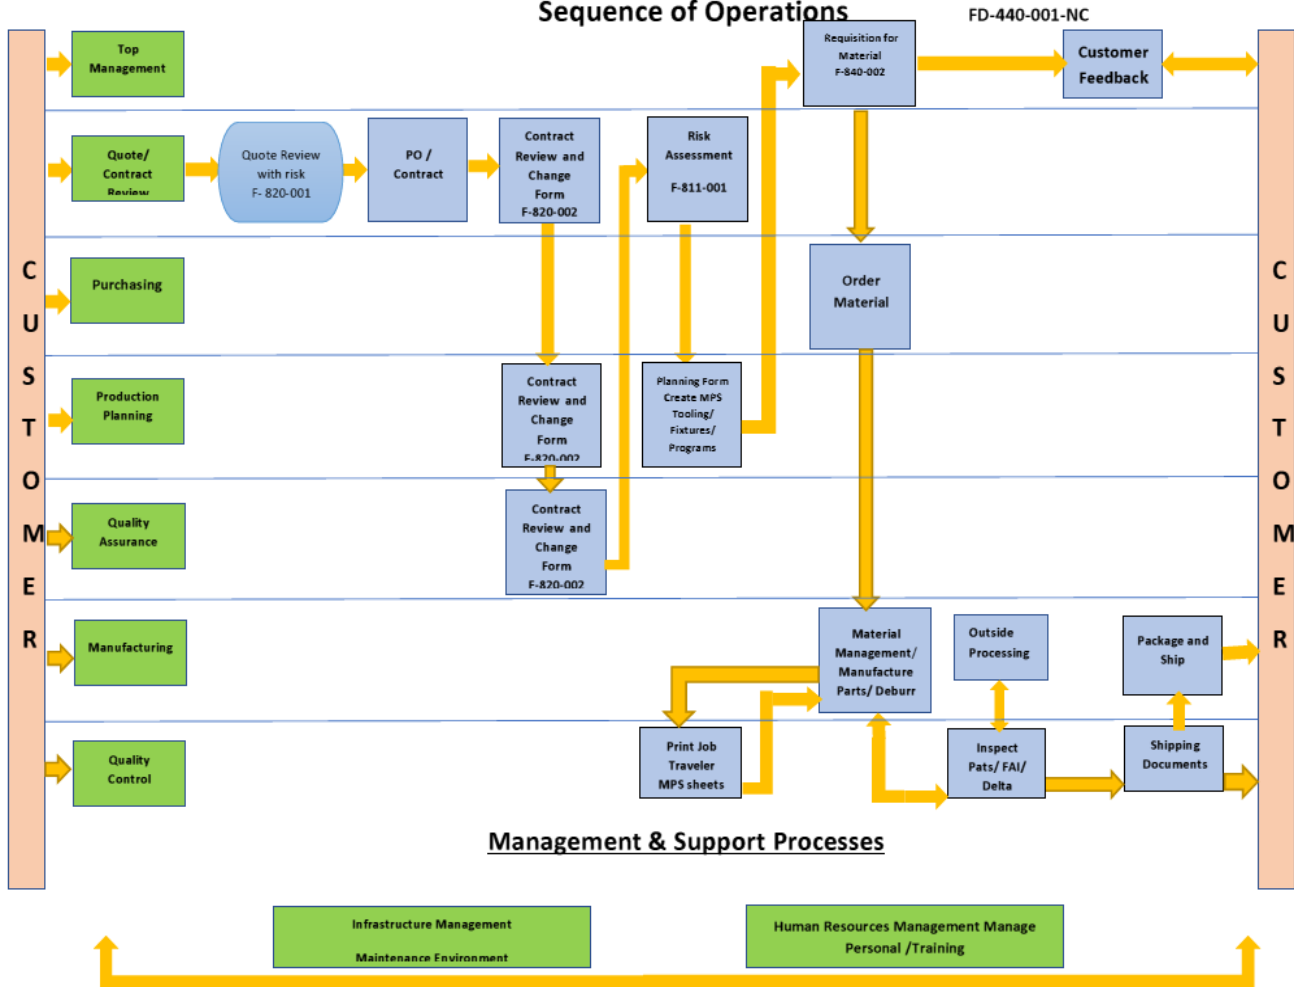 Sequence of Operations
FD-440-001-NC
Top
Management
Requisition for
Material
F-840-002
Customer
Feedback
Quote/
Contract
Review
Quote Review
with risk
F- 820-001
PO /
Contract
Contract
Review and
Change
Form
F-820-002
Risk
Assessment
F-811-001
C
U
S
T
O
M
E
R
Purchasing
Order
Material
Production
Planning
Contract
Review and
Change
Form
F-820-002
Planning Form
Create MPS
Tooling/
Fixtures/
Programs
Quality
Assurance
Contract
Review and
Change
Form
F-820-002
Manufacturing
Material
Management/
Manufacture
Parts/ Deburr
Outside
Processing
Package and
Ship
Quality
Control
Print Job
Traveler
MPS sheets
Inspect
Pats/ FAI/
Delta
Shipping
Documents
C
U
S
T
O
M
E
R
Management & Support Processes
Infrastructure Management
Maintenance Environment
Human Resources Management Manage
Personal /Training